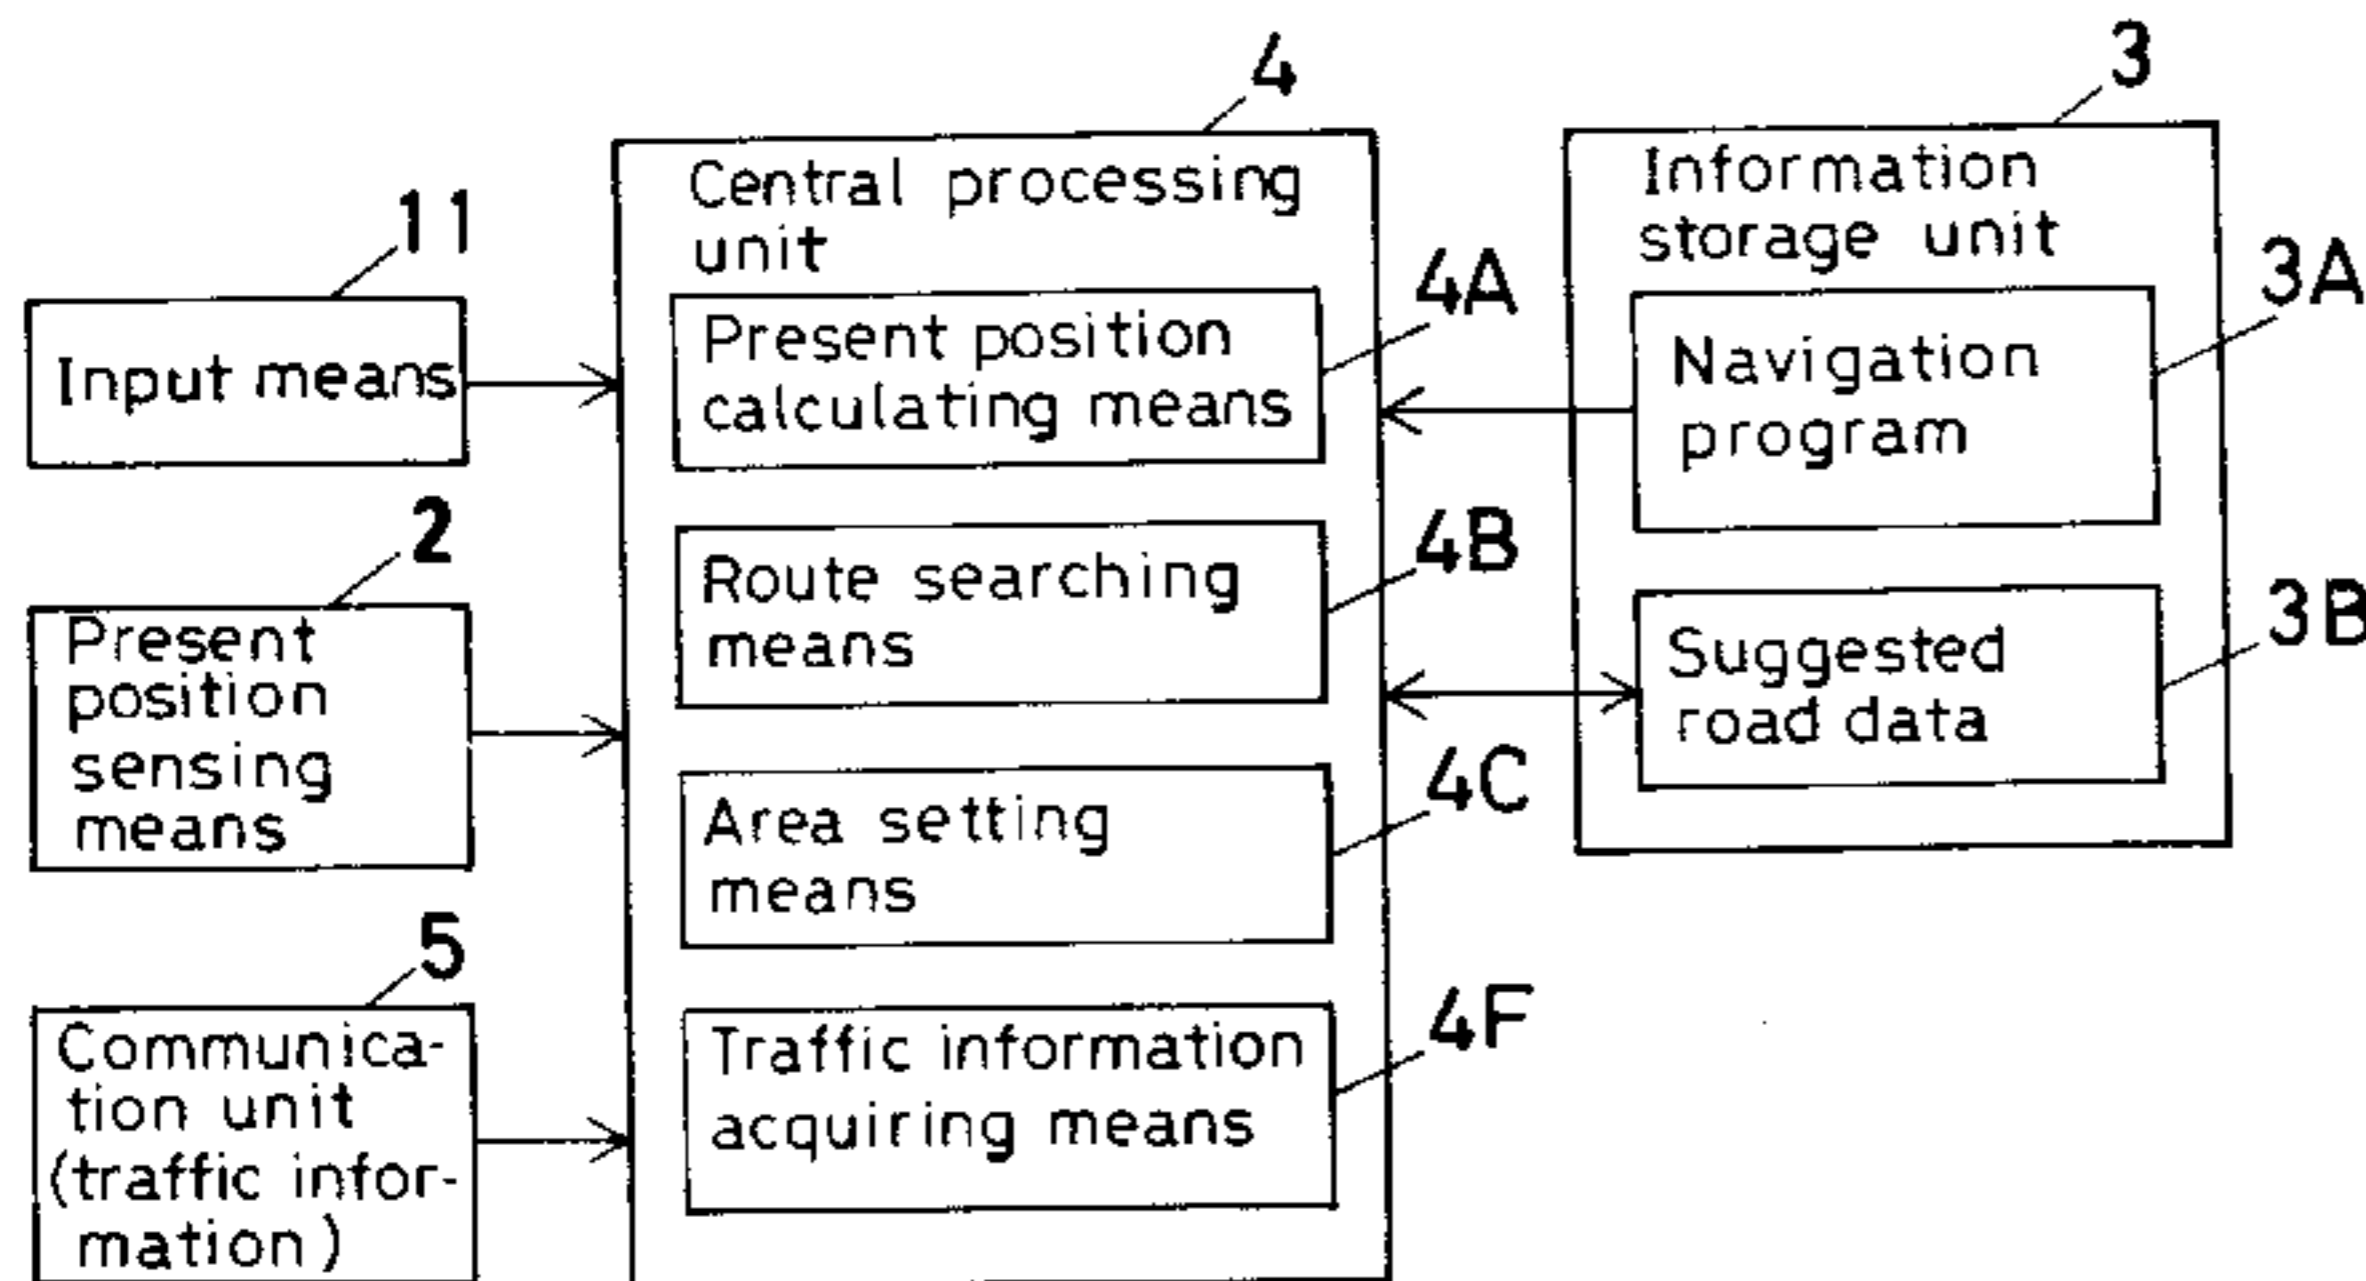 4
3
Central processing
unit
Information
storage unit
11
Input means
4A
Present position
calculating means
3A
Navigation
program
2
Present
position
sensing
means
4B
Route searching
means
3B
Suggested
road data
4C
Area setting
means
5
Communica-
tion unit
(traffic infor-
mation)
4F
Traffic information
acquiring means